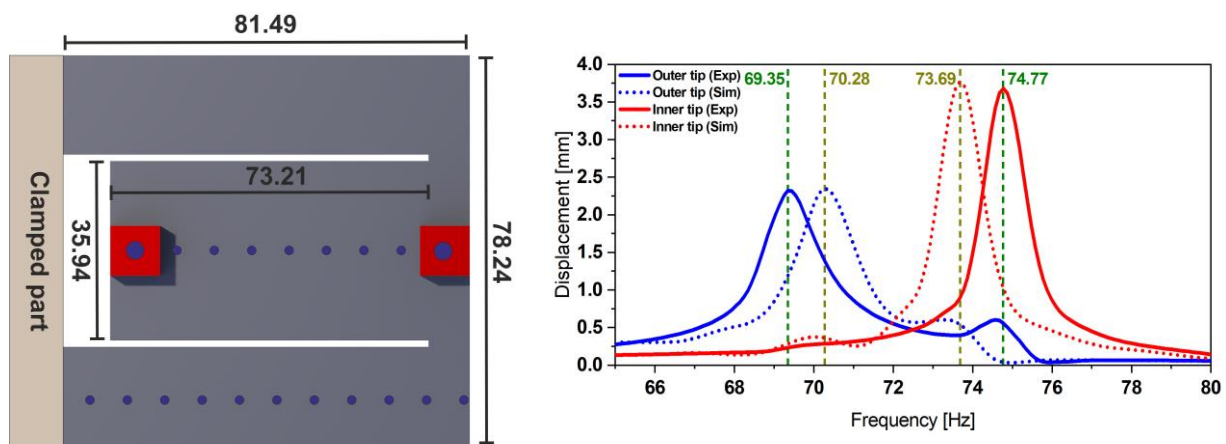 81.49
Clamped part
73.21
35.94
78.24
Displacement [mm]
4.0
3.5
3.0
2.5
2.0
1.5
1.0
0.5
0.0
Outer tip (Exp)
Outer tip (Sim)
Inner tip (Exp)
Inner tip (Sim)
69.35
70.28
73.69
74.77
66 68 70 72 74 76 78 80
Frequency [Hz]